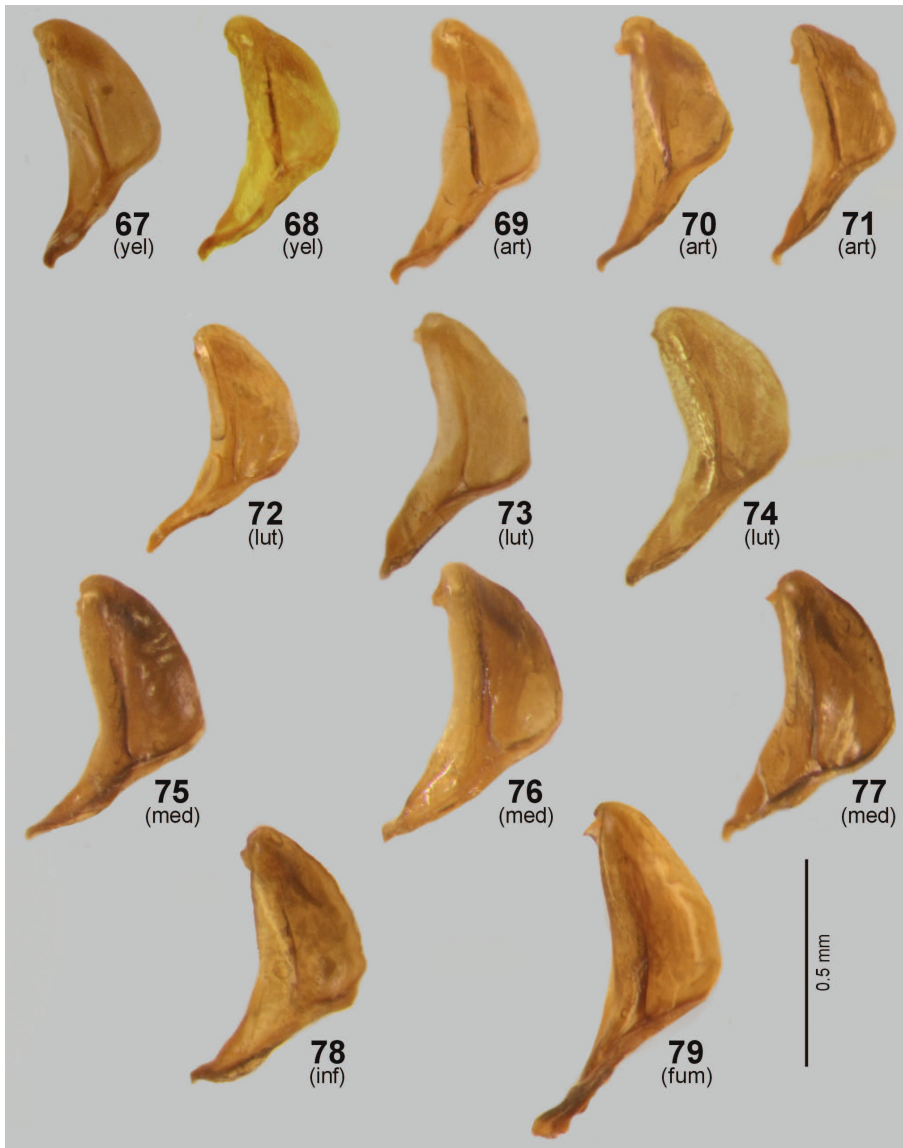 67
(yel)
68
(yel)
69
(art)
70
(art)
71
(art)
72
(lut)
73
(lut)
74
(lut)
75
(med)
76
(med)
77
(med)
78
(inf)
79
(fum)
0.5 mm